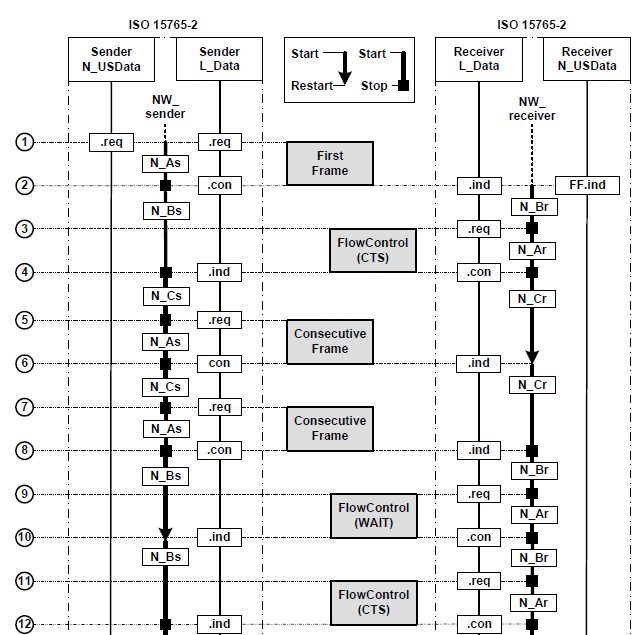 ISO 15765-2
ISO 15765-2
Sender
N_USData
Sender
L_Data
Start
Start
Restart
Stop
Receiver
L_Data
Receiver
N_USData
NW_
sender
NW_
receiver
1
.req
.req
First
Frame
N_As
2
.con
.ind
FF.ind
N_Bs
N_Br
3
.req
FlowControl
(CTS)
N_Ar
4
.ind
.con
N_Cs
N_Cr
5
.req
Consecutive
Frame
N_As
6
con
.ind
N_Cs
N_Cr
7
.req
Consecutive
Frame
N_As
8
.con
.ind
N_Bs
N_Br
9
.req
FlowControl
(WAIT)
N_Ar
10
.ind
.con
N_Bs
N_Br
11
.req
FlowControl
(CTS)
N_Ar
12
.ind
.con